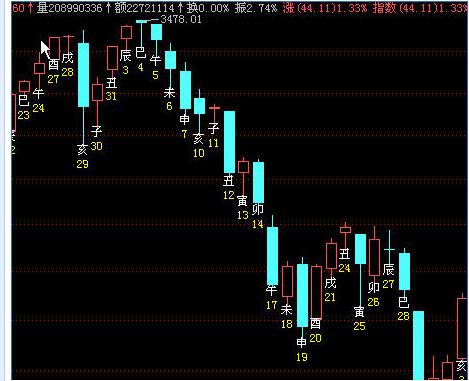 60↑量208990336↑额22721114↑换0.00% 振2.74% 涨(44.11)1.33% 指数(44.11)1.33%
3478.01
巳
23
午
24
酉
27
戌
28
亥
29
子
30
丑
31
辰
3
巳
4
午
5
未
6
申
7
亥
10
子
11
丑
12
寅
13
卯
14
午
17
未
18
申
19
酉
20
戌
21
丑
24
寅
25
卯
26
辰
27
巳
28
亥